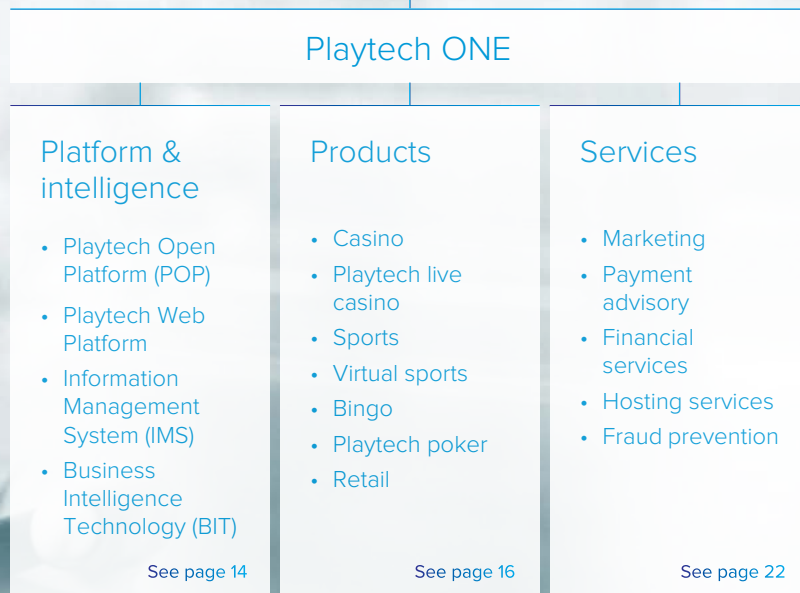 Playtech ONE
Platform &
intelligence
• Playtech Open
Platform (POP)
• Playtech Web
Platform
• Information
Management
System (IMS)
• Business
Intelligence
Technology (BIT)
See page 14
Products
• Casino
• Playtech live
casino
• Sports
• Virtual sports
• Bingo
• Playtech poker
• Retail
See page 16
Services
• Marketing
• Payment
advisory
• Financial
services
• Hosting services
• Fraud prevention
See page 22